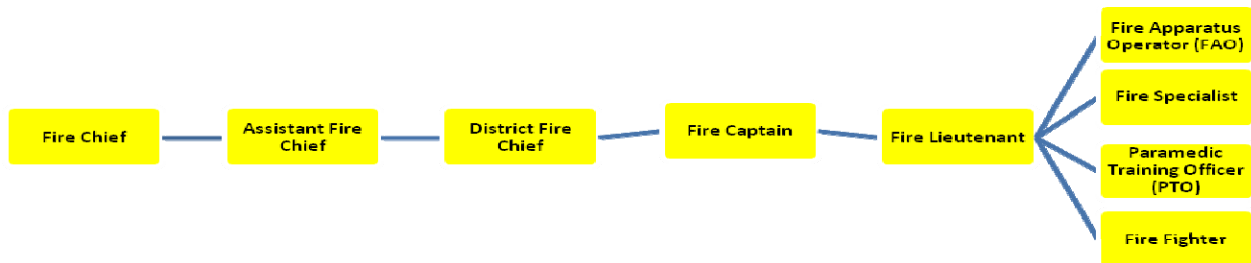 Fire Chief
Assistant Fire
Chief
District Fire
Chief
Fire Captain
Fire Lieutenant
Fire Apparatus
Operator (FAO)
Fire Specialist
Paramedic
Training Officer
(PTO)
Fire Fighter